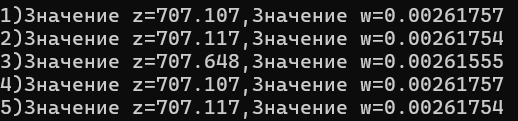 1)Значение z=707.107,Значение w=0.00261757
2)Значение z=707.117,Значение w=0.00261754
3)Значение z=707.648,Значение w=0.00261555
4)Значение z=707.107,Значение w=0.00261757
5)Значение z=707.117,Значение w=0.00261754